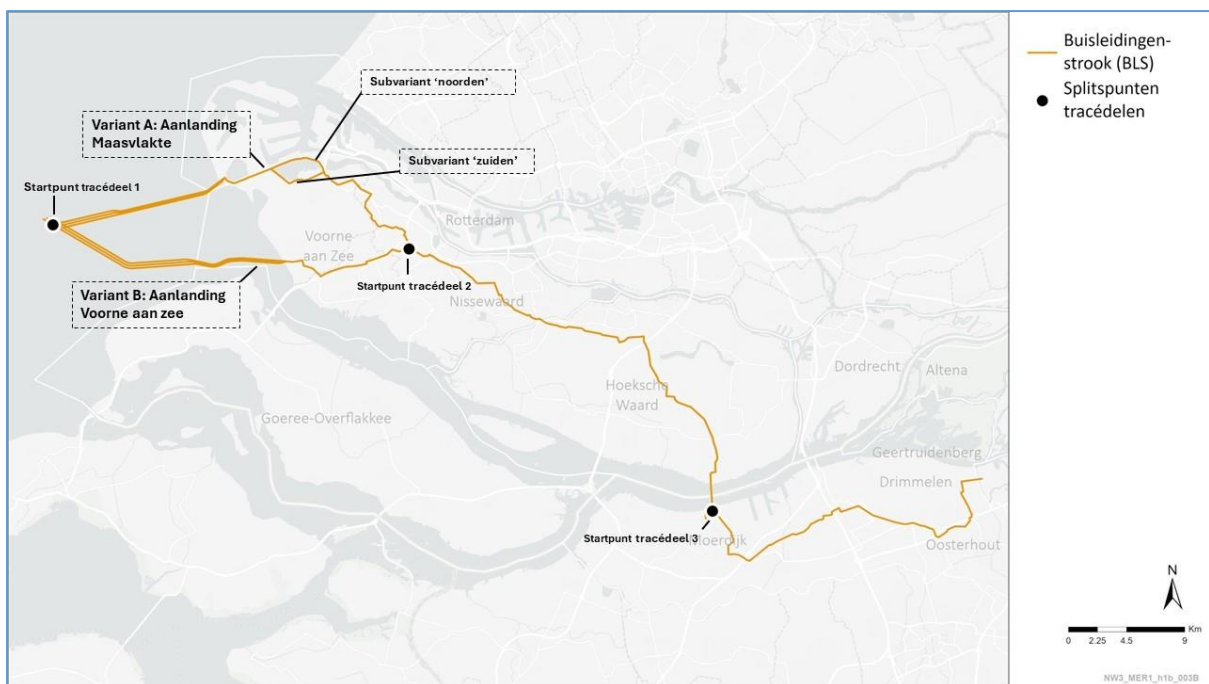 Buisleidingen-
strook (BLS)
Splitspunten
tracédelen
Subvariant ‘noorden’
Variant A: Aanlanding
Maasvlakte
Subvariant ‘zuiden’
Startpunt tracédeel 1
Rotterdam
Voorne
aan Zee
Startpunt tracédeel 2
Variant B: Aanlanding
Voorne aan zee
Nissewaard
Dordrecht
Altena
Hoeksche
Waard
Goeree-Overflakkee
Geertruidenberg
Drimmelen
Startpunt tracédeel 3
Moerdijk
Oosterhout
N
Km
0 2.25 4.5 9
NW3_MER1_h1b_003B